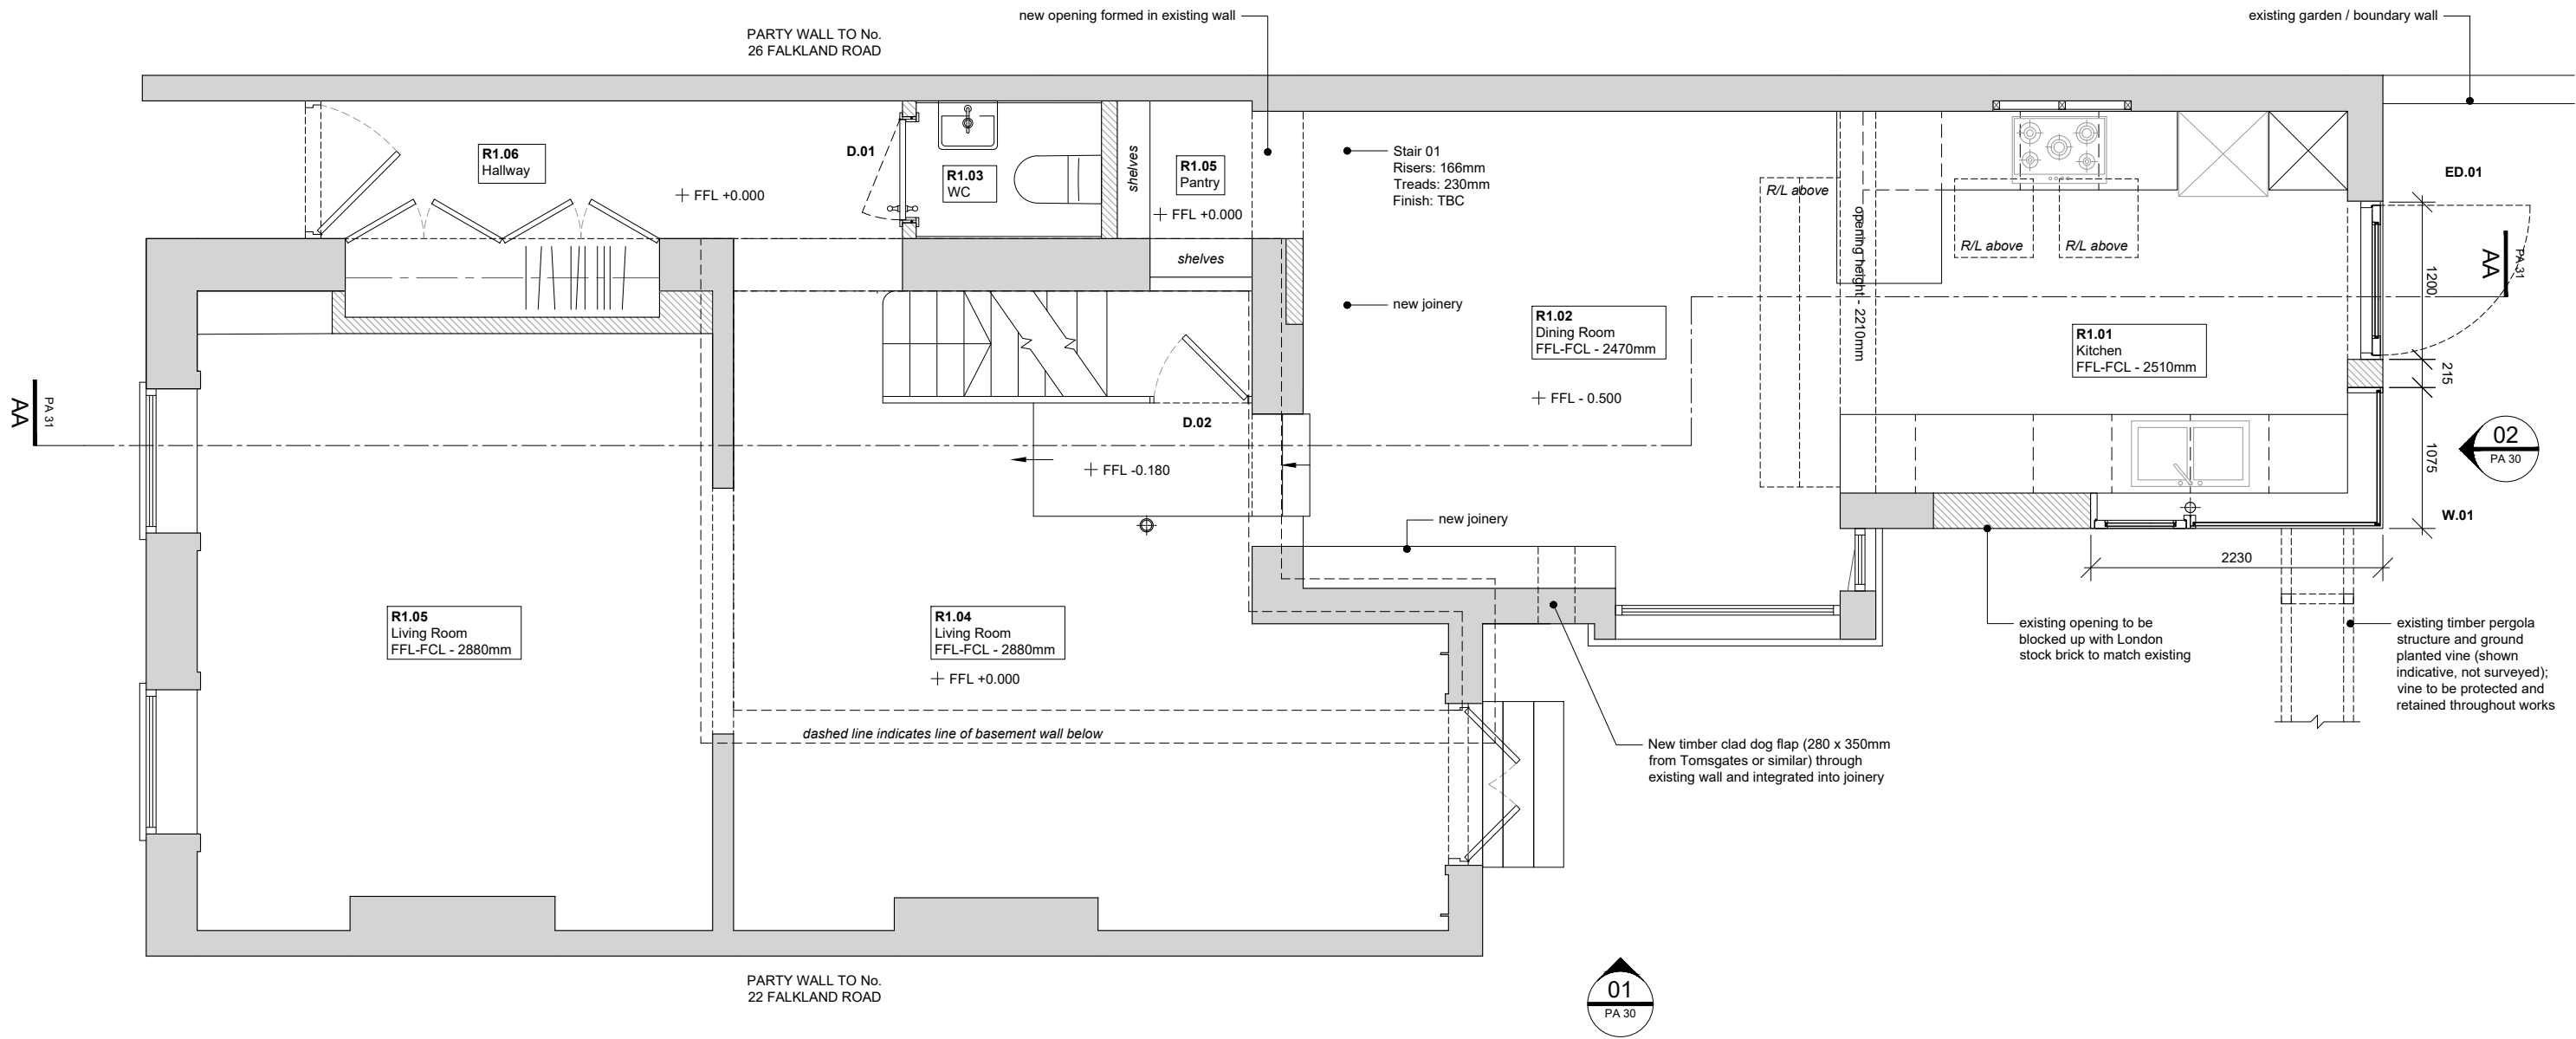 new opening formed in existing wall
existing garden / boundary wall
PARTY WALL TO No.
26 FALKLAND ROAD
R1.06
Hallway
FFL +0.000
D.01
R1.03
WC
shelves
R1.05
Pantry
FFL +0.000
shelves
Stair 01
Risers: 166mm
Treads: 230mm
Finish: TBC
new joinery
R/L above
opening height - 2210mm
R/L above
R/L above
ED.01
AA
PA 31
1200
215
1075
R1.02
Dining Room
FFL-FCL - 2470mm
FFL - 0.500
R1.01
Kitchen
FFL-FCL - 2510mm
AA
PA 31
D.02
FFL -0.180
02
PA 30
W.01
2230
new joinery
R1.05
Living Room
FFL-FCL - 2880mm
R1.04
Living Room
FFL-FCL - 2880mm
FFL +0.000
dashed line indicates line of basement wall below
existing opening to be
blocked up with London
stock brick to match existing
existing timber pergola
structure and ground
planted vine (shown
indicative, not surveyed);
vine to be protected and
retained throughout works
New timber clad dog flap (280 x 350mm
from Tomsgates or similar) through
existing wall and integrated into joinery
PARTY WALL TO No.
22 FALKLAND ROAD
01
PA 30